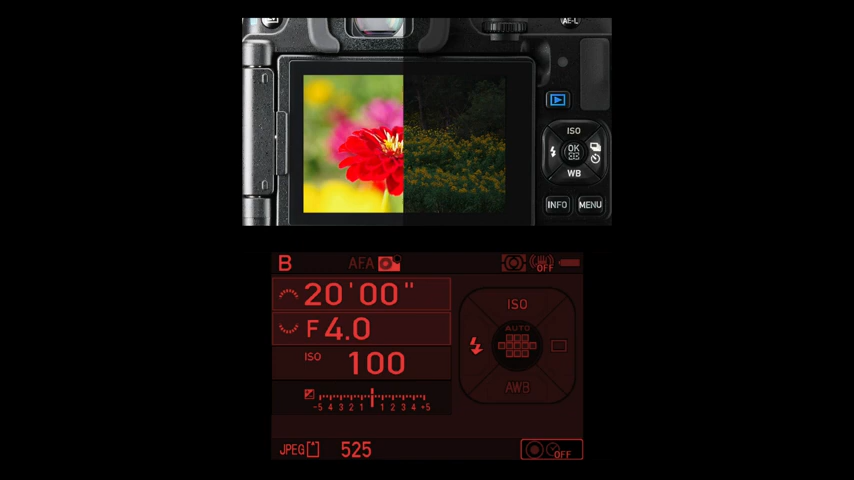 AE-L
ISO
OK
WB
INFO MENU
B AFA OFF
20'00"
F4.0
ISO 100
-5 4 3 2 1 1 2 3 4 +5
JPEG[*] 525
ISO
AUTO
AWB
OFF